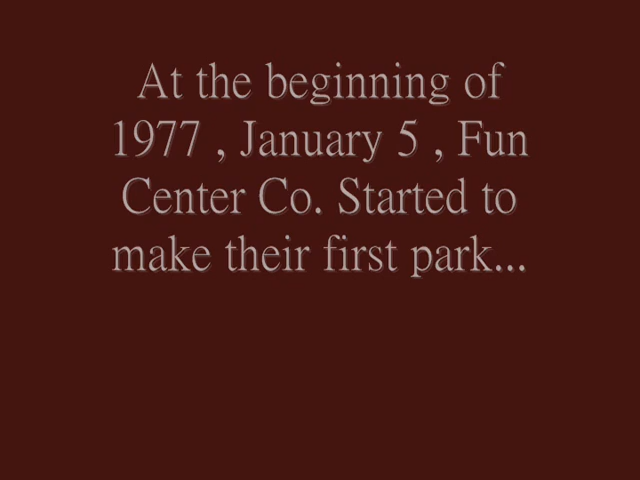 At the beginning of
1977 , January 5 , Fun
Center Co. Started to
make their first park...